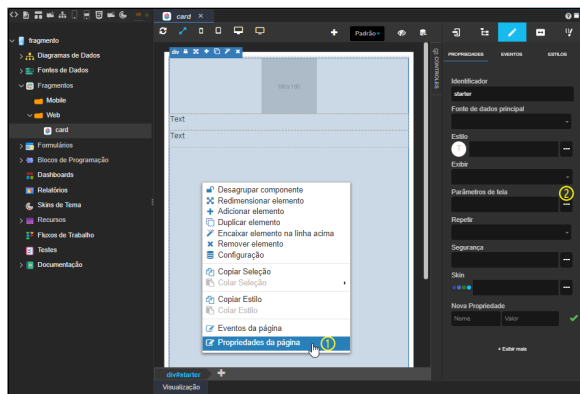 card ×
Padrão
fragmento
Diagramas de Dados
Fontes de Dados
Fragmentos
Mobile
Web
card
Formulários
Blocos de Programação
Dashboards
Relatórios
Skins de Tema
Recursos
Fluxos de Trabalho
Testes
Documentação
div
Text
Text
Desagrupar componente
Redimensionar elemento
Adicionar elemento
Duplicar elemento
Encaixar elemento na linha acima
Remover elemento
Configuração
Copiar Seleção
Colar Seleção
Copiar Estilo
Colar Estilo
Eventos da página
Propriedades da página 1
div#starter
Visualização
CONTROLES
PROPRIEDADES EVENTOS ESTILOS
Identificador
starter
Fonte de dados principal
Estilo
T
Exibir
Parâmetros de tela 2
Repetir
Segurança
Skin
Nova Propriedade
Nome Valor
+ Exibir mais